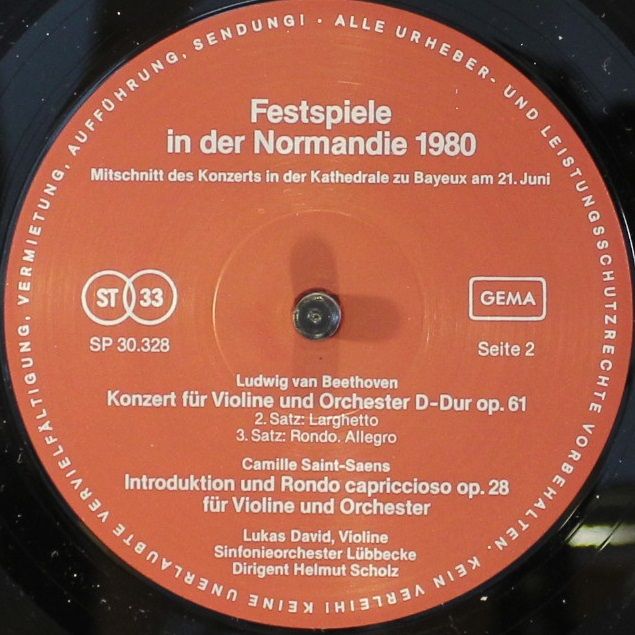 ALLE URHEBER- UND LEISTUNGSSCHUTZRECHTE VORBEHALTEN. KEIN VERLEIH! KEINE UNERLAUBTE VERVIELFÄLTIGUNG, VERMIETUNG, AUFFÜHRUNG, SENDUNG! •
Festspiele
in der Normandie 1980
Mitschnitt des Konzerts in der Kathedrale zu Bayeux am 21. Juni
ST 33
GEMA
SP 30.328
Seite 2
Ludwig van Beethoven
Konzert für Violine und Orchester D-Dur op. 61
2. Satz: Larghetto
3. Satz: Rondo. Allegro
Camille Saint-Saens
Introduktion und Rondo capriccioso op. 28
für Violine und Orchester
Lukas David, Violine
Sinfonieorchester Lübbecke
Dirigent Helmut Scholz